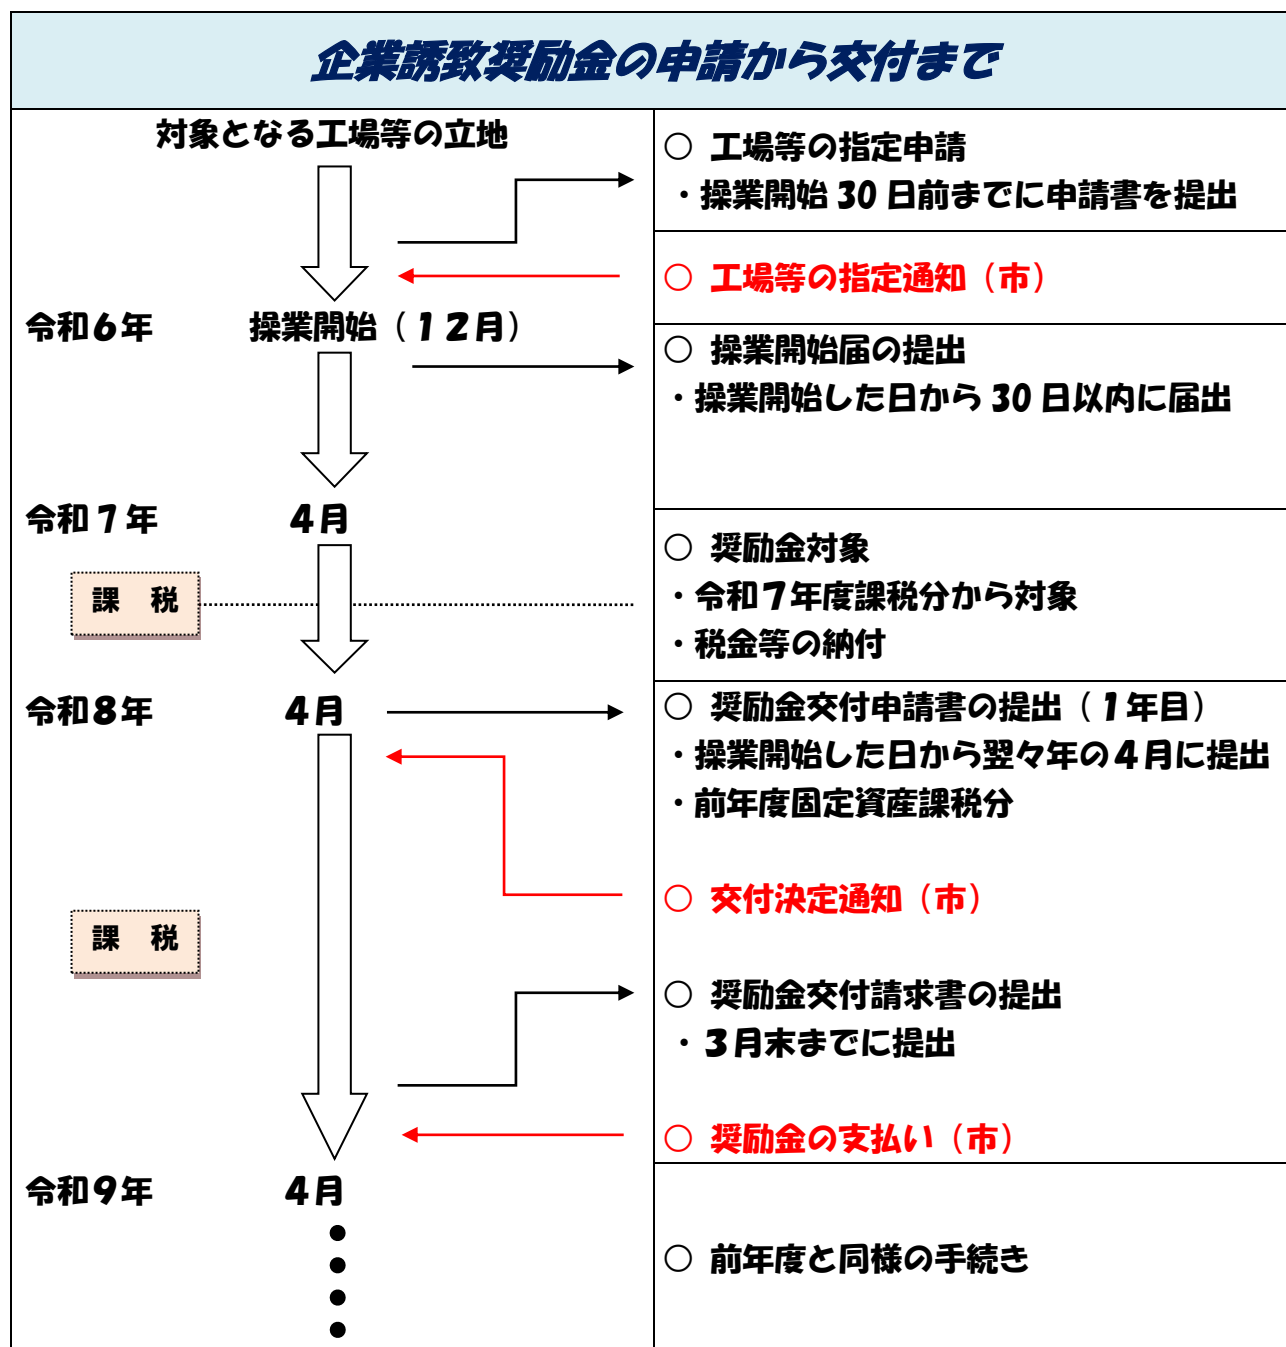 企業誘致奨励金の申請から交付まで
対象となる工場等の立地
○ 工場等の指定申請
・操業開始 30 日前までに申請書を提出
○ 工場等の指定通知（市）
令和６年 操業開始（１２月）
○ 操業開始届の提出
・操業開始した日から 30 日以内に届出
令和７年 ４月
○ 奨励金対象
・令和７年度課税分から対象
・税金等の納付
課 税
令和８年 ４月
○ 奨励金交付申請書の提出（１年目）
・操業開始した日から翌々年の４月に提出
・前年度固定資産課税分
○ 交付決定通知（市）
課 税
○ 奨励金交付請求書の提出
・３月末までに提出
○ 奨励金の支払い（市）
令和９年 ４月
○ 前年度と同様の手続き